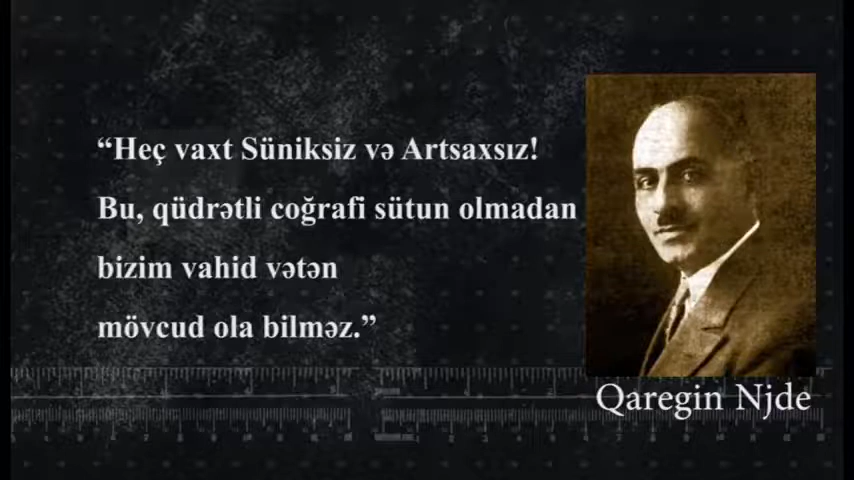 “Heç vaxt Süniksiz və Artsaxsız!
Bu, qüdrətli coğrafi sütun olmadan
bizim vahid vətən
mövcud ola bilməz.”
Qaregin Njde